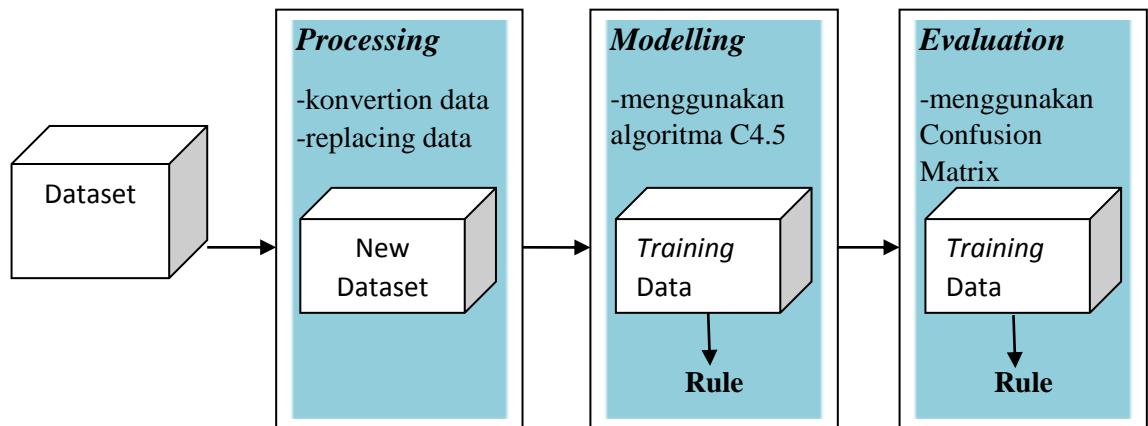 Dataset
Processing
-konvertion data
-replacing data
New
Dataset
Modelling
-menggunakan
algoritma C4.5
Training
Data
Rule
Evaluation
-menggunakan
Confusion
Matrix
Training
Data
Rule